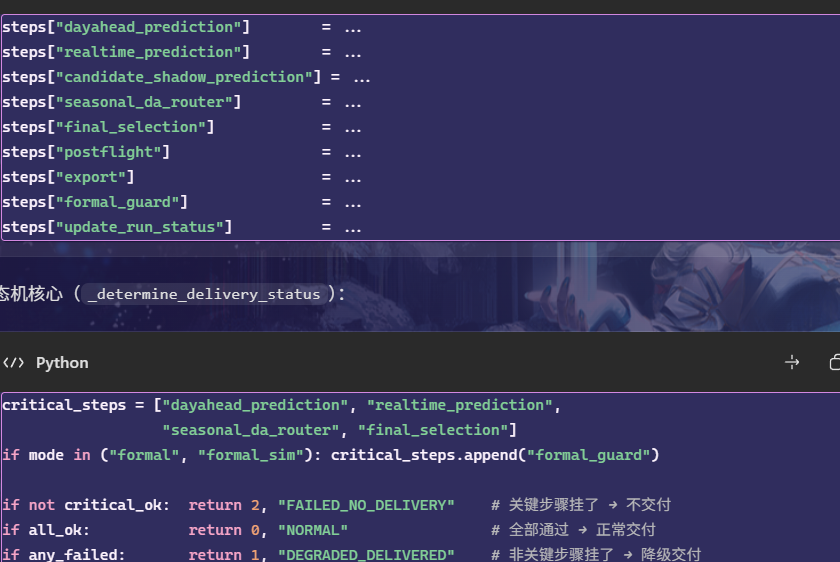 steps["dayahead_prediction"]        = ...
steps["realtime_prediction"]        = ...
steps["candidate_shadow_prediction"] = ...
steps["seasonal_da_router"]         = ...
steps["final_selection"]            = ...
steps["postflight"]                 = ...
steps["export"]                     = ...
steps["formal_guard"]               = ...
steps["update_run_status"]          = ...
态机核心（_determine_delivery_status）：
</> Python
critical_steps = ["dayahead_prediction", "realtime_prediction",
                  "seasonal_da_router", "final_selection"]
if mode in ("formal", "formal_sim"): critical_steps.append("formal_guard")
if not critical_ok:  return 2, "FAILED_NO_DELIVERY"    # 关键步骤挂了 → 不交付
if all_ok:           return 0, "NORMAL"                # 全部通过 → 正常交付
if any_failed:       return 1, "DEGRADED_DELIVERED"    # 非关键步骤挂了 → 降级交付